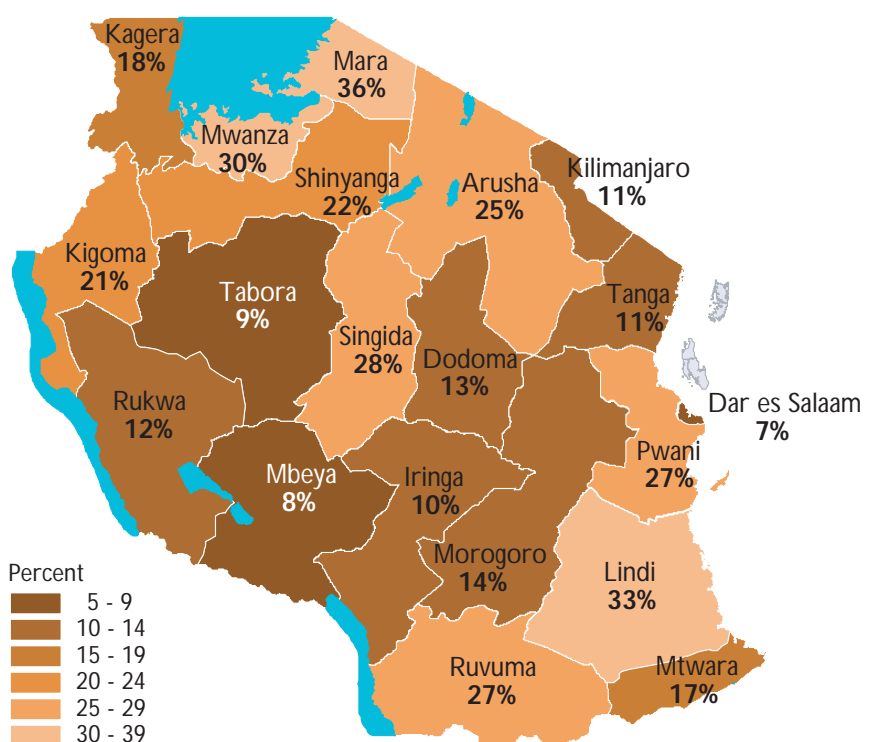 Kagera
18%
Mara
36%
Mwanza
30%
Shinyanga
22%
Arusha
25%
Kilimanjaro
11%
Kigoma
21%
Tabora
9%
Singida
28%
Dodoma
13%
Tanga
11%
Rukwa
12%
Dar es Salaam
7%
Pwani
27%
Mbeya
8%
Iringa
10%
Morogoro
14%
Lindi
33%
Ruvuma
27%
Mtwara
17%
Percent
5 - 9
10 - 14
15 - 19
20 - 24
25 - 29
30 - 39